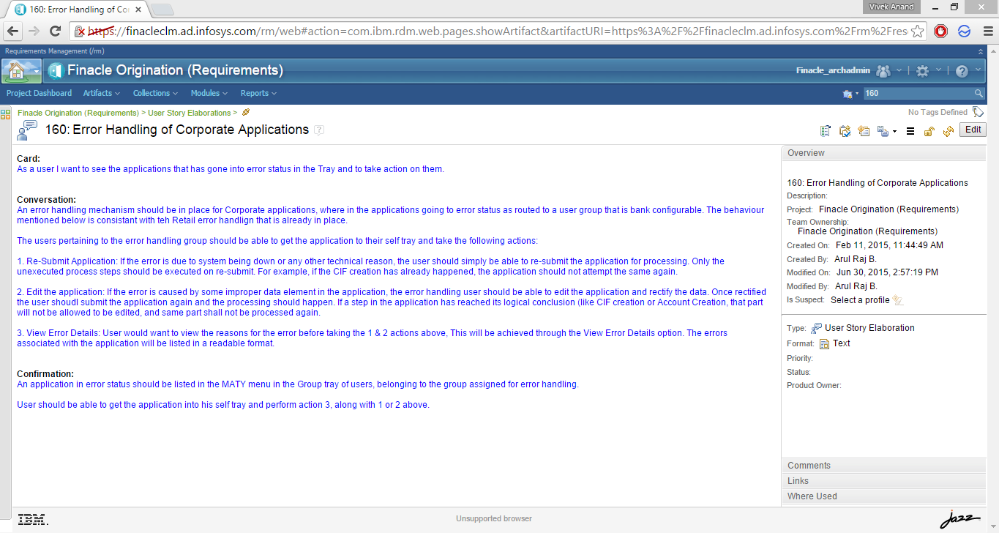 Vivek Anand
160: Error Handling of Cor
https://finacleclm.ad.infosys.com/rm/web#action=com.ibm.rdm.web.pages.showArtifact&artifactURI=https%3A%2F%2Ffinacleclm.ad.infosys.com%2Frm%2Fres
Requirements Management (/rm)
Finacle Origination (Requirements)
Finacle_archadmin
Project Dashboard Artifacts Collections Modules Reports
160
Finacle Origination (Requirements) > User Story Elaborations >
No Tags Defined
160: Error Handling of Corporate Applications ?
Edit
Card:
As a user I want to see the applications that has gone into error status in the Tray and to take action on them.
Conversation:
An error handling mechanism should be in place for Corporate applications, where in the applications going to error status as routed to a user group that is bank configurable. The behaviour
mentioned below is consistant with teh Retail error handlign that is already in place.
The users pertaining to the error handling group should be able to get the application to their self tray and take the following actions:
1. Re-Submit Application: If the error is due to system being down or any other technical reason, the user should simply be able to re-submit the application for processing. Only the
unexecuted process steps should be executed on re-submit. For example, if the CIF creation has already happened, the application should not attempt the same again.
2. Edit the application: If the error is caused by some improper data element in the application, the error handling user should be able to edit the application and rectify the data. Once rectified
the user shoudl submit the application again and the processing should happen. If a step in the application has reached its logical conclusion (like CIF creation or Account Creation, that part
will not be allowed to be edited, and same part shall not be processed again.
3. View Error Details: User would want to view the reasons for the error before taking the 1 & 2 actions above, This will be achieved through the View Error Details option. The errors
associated with the application will be listed in a readable format.
Confirmation:
An application in error status should be listed in the MATY menu in the Group tray of users, belonging to the group assigned for error handling.
User should be able to get the application into his self tray and perform action 3, along with 1 or 2 above.
Overview
160: Error Handling of Corporate Applications
Description:
Project: Finacle Origination (Requirements)
Team Ownership:
Finacle Origination (Requirements)
Created On: Feb 11, 2015, 11:44:49 AM
Created By: Arul Raj B.
Modified On: Jun 30, 2015, 2:57:19 PM
Modified By: Arul Raj B.
Is Suspect: Select a profile
Type: User Story Elaboration
Format: Text
Priority:
Status:
Product Owner:
Comments
Links
Where Used
IBM.
Unsupported browser
jazz